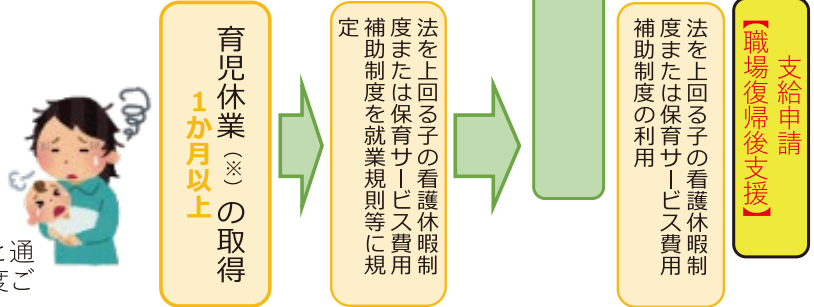 と通
度ご
育児休業（※）の取得
1か月以上
法を上回る子の看護休暇制
度または保育サービス費用
補助制度を就業規則等に規
定
法を上回る子の看護休暇制
度または保育サービス費用
補助制度の利用
支給申請
【職場復帰後支援】